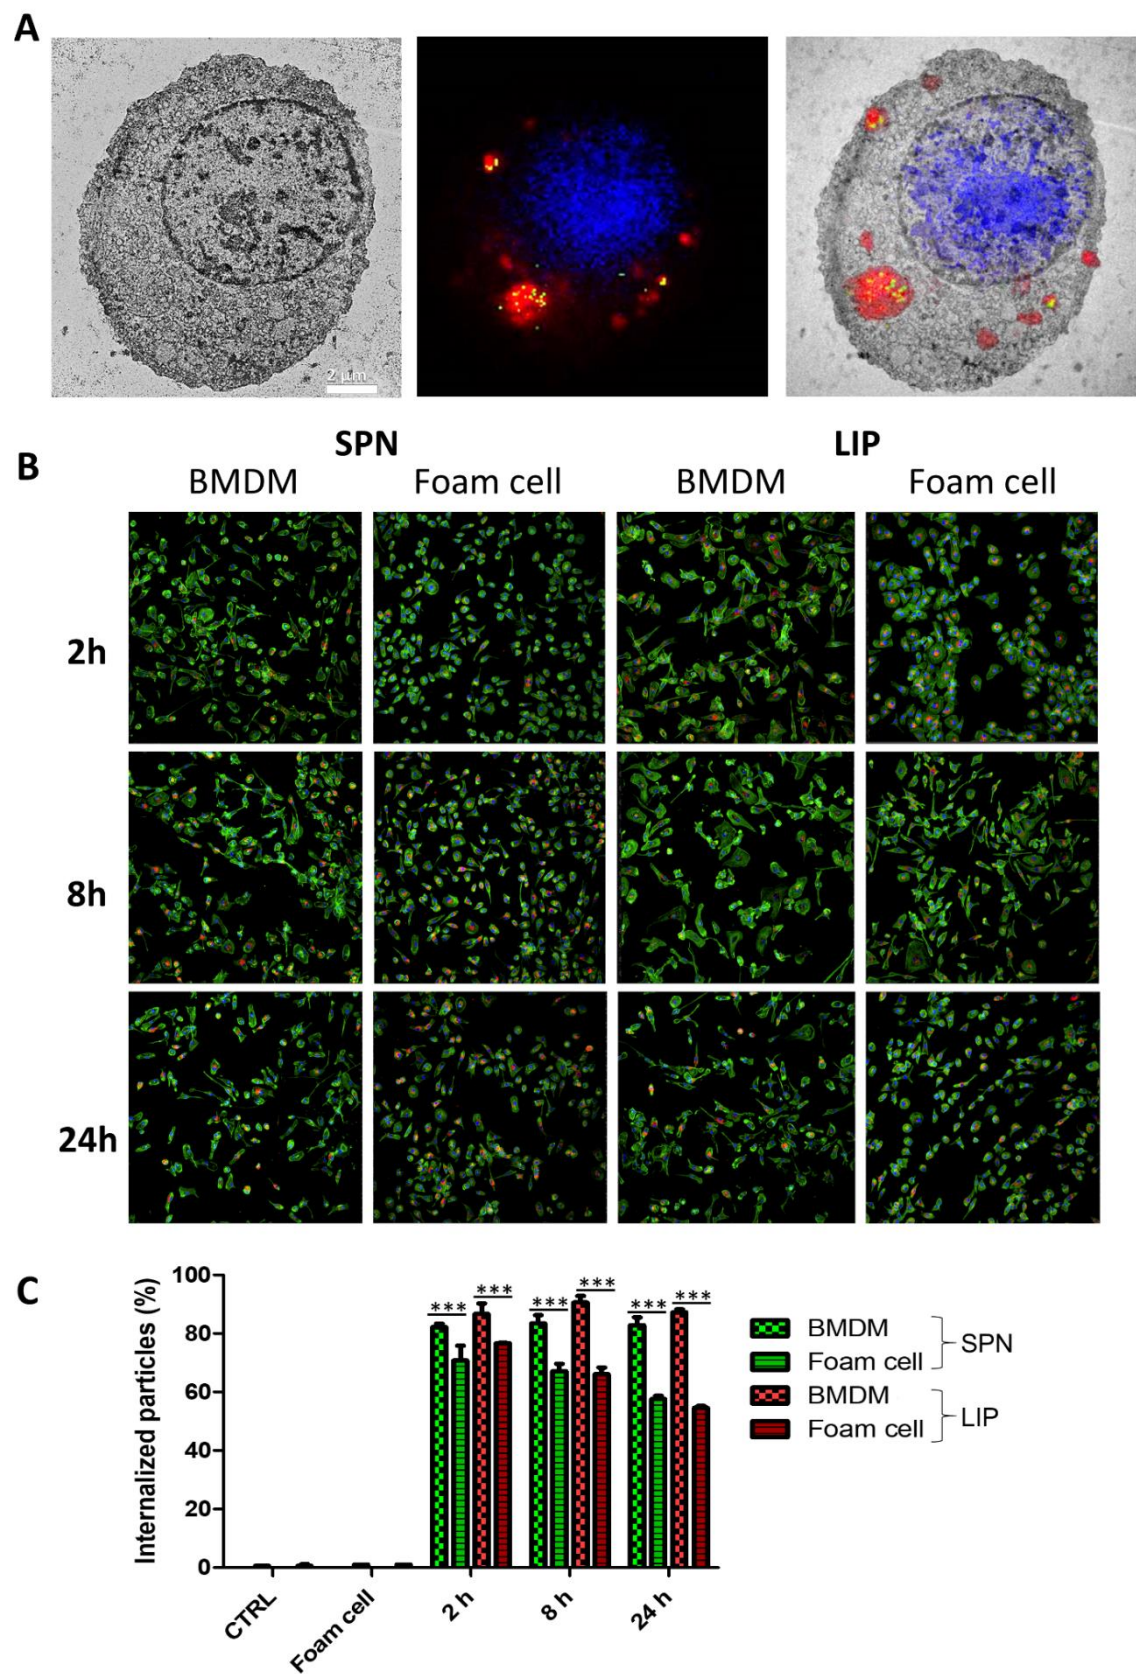 A
2 μm
SPN
LIP
B
BMDM
Foam cell
BMDM
Foam cell
2h
8h
24h
C
Internalized particles (%)
100
80
60
40
20
0
***
***
***
***
***
***
CTRL
Foam cell
2 h
8 h
24 h
BMDM
Foam cell
SPN
BMDM
Foam cell
LIP